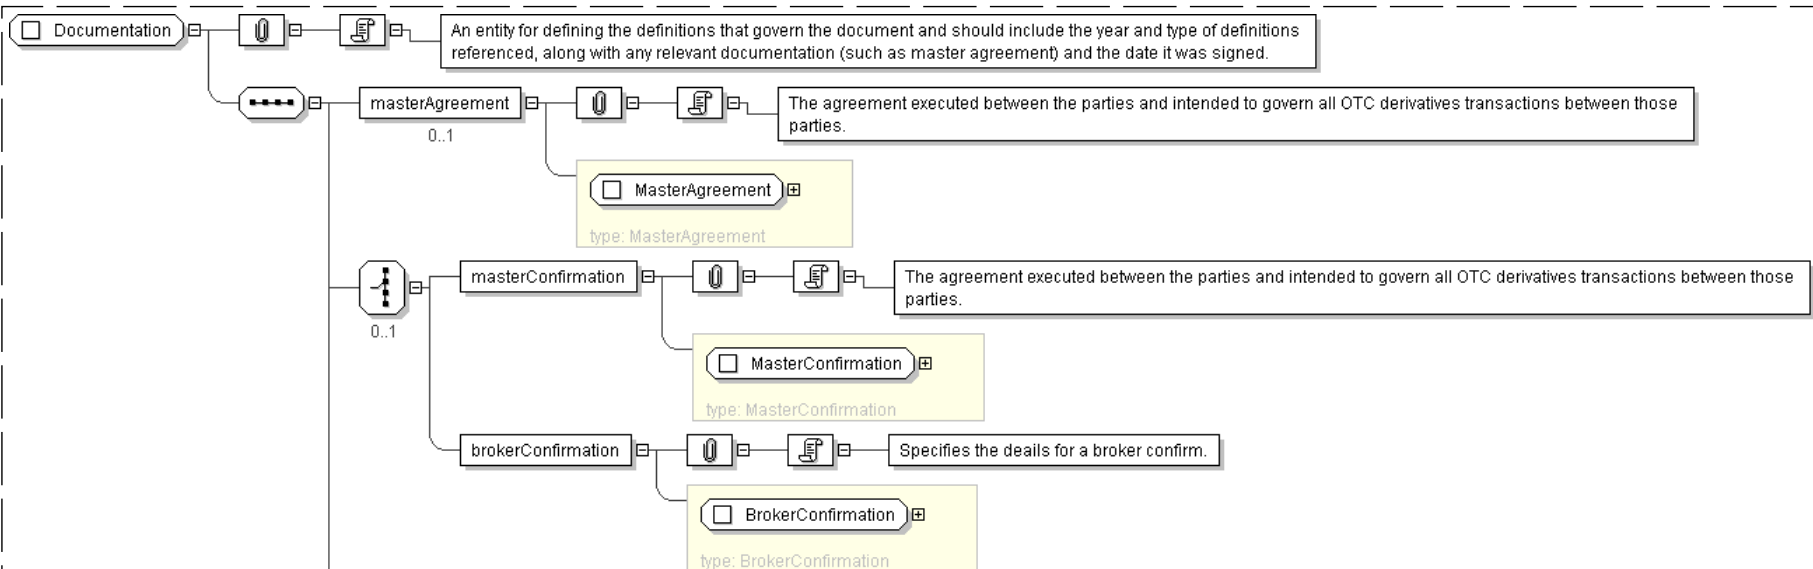 Documentation
An entity for defining the definitions that govern the document and should include the year and type of definitions
referenced, along with any relevant documentation (such as master agreement) and the date it was signed.
masterAgreement
0..1
The agreement executed between the parties and intended to govern all OTC derivatives transactions between those
parties.
MasterAgreement
type: MasterAgreement
0..1
masterConfirmation
The agreement executed between the parties and intended to govern all OTC derivatives transactions between those
parties.
MasterConfirmation
type: MasterConfirmation
brokerConfirmation
Specifies the deails for a broker confirm.
BrokerConfirmation
type: BrokerConfirmation